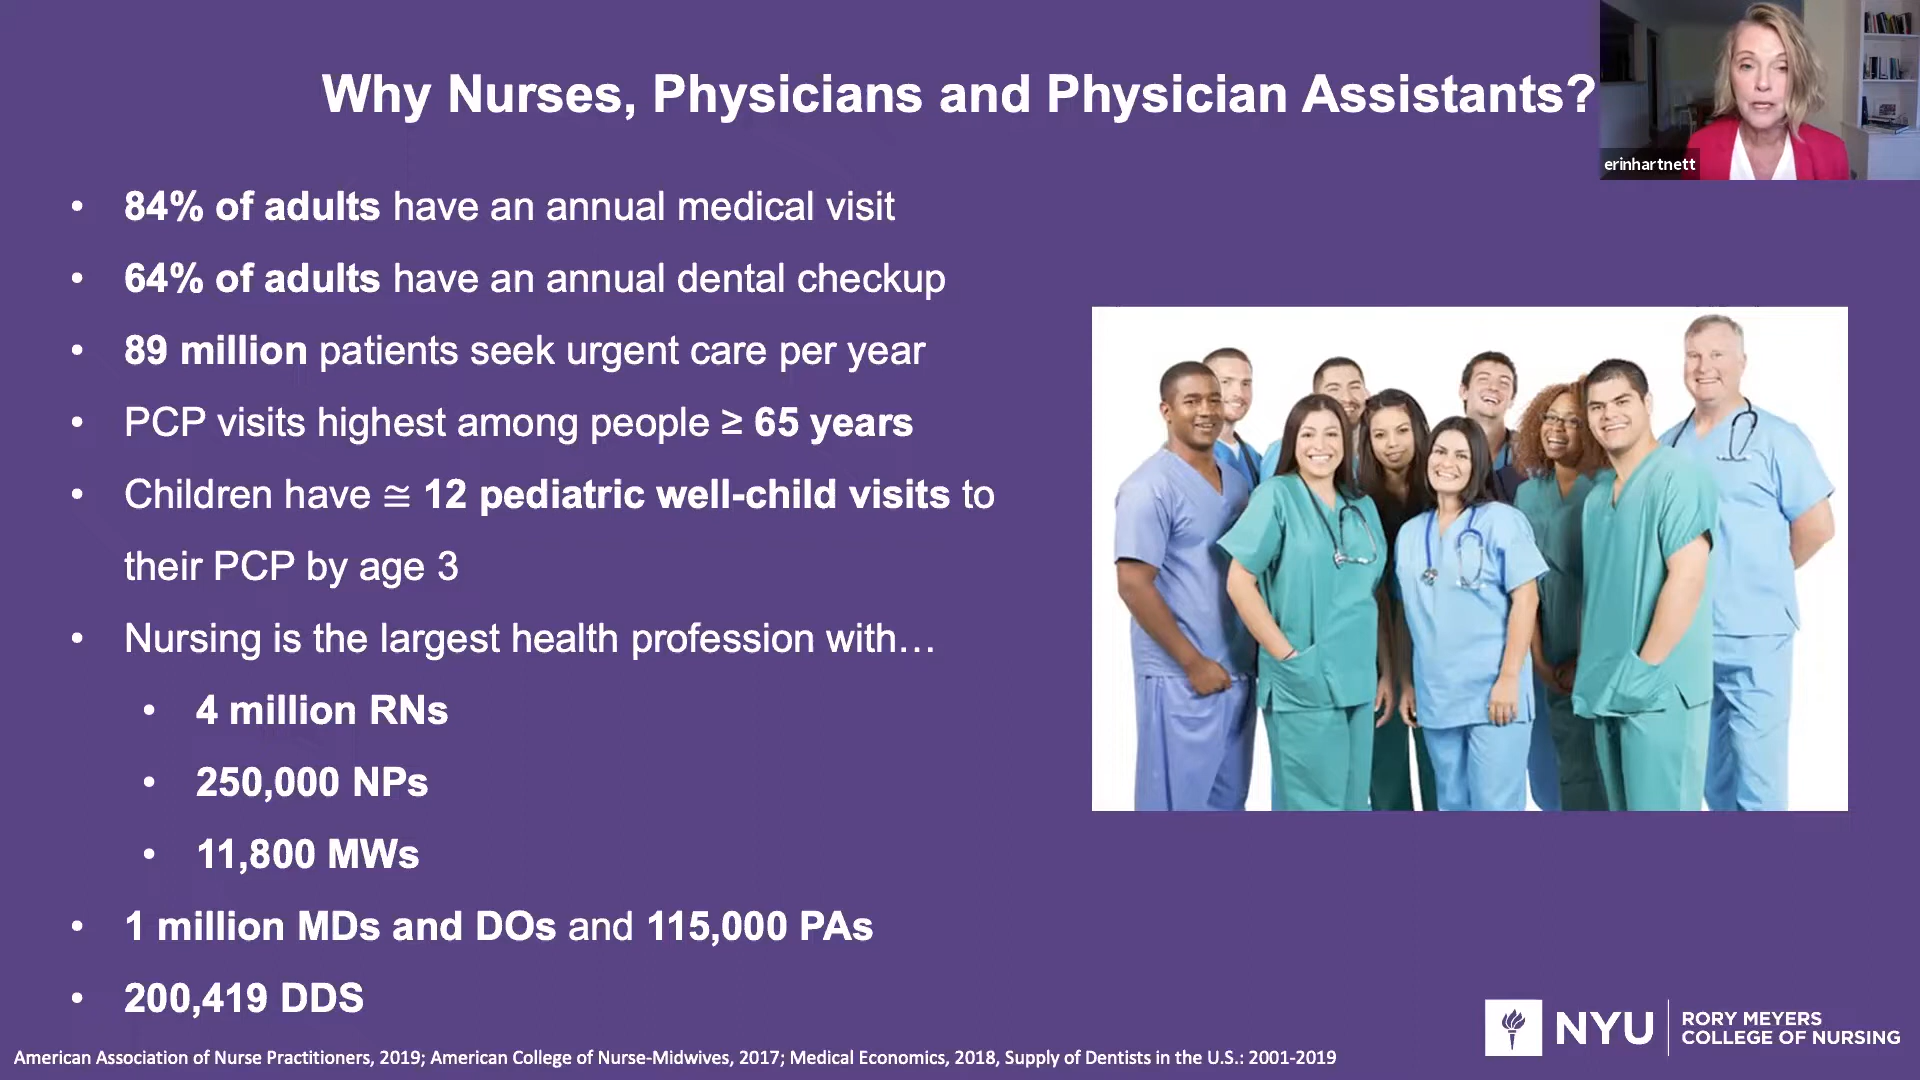 Why Nurses, Physicians and Physician Assistants?
erinhartnett
• 84% of adults have an annual medical visit
• 64% of adults have an annual dental checkup
• 89 million patients seek urgent care per year
• PCP visits highest among people ≥ 65 years
• Children have ≅ 12 pediatric well-child visits to
their PCP by age 3
• Nursing is the largest health profession with…
• 4 million RNs
• 250,000 NPs
• 11,800 MWs
• 1 million MDs and DOs and 115,000 PAs
• 200,419 DDS
NYU
RORY MEYERS
COLLEGE OF NURSING
American Association of Nurse Practitioners, 2019; American College of Nurse-Midwives, 2017; Medical Economics, 2018, Supply of Dentists in the U.S.: 2001-2019